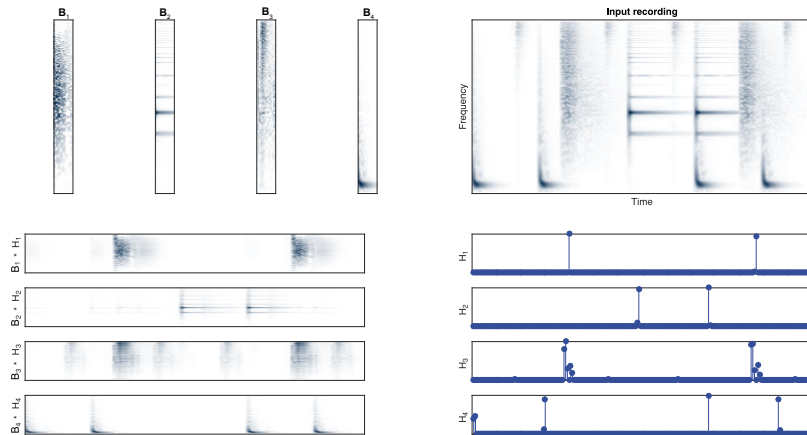 B1
B2
B3
B4
Input recording
Frequency
Time
B1 * H1
B2 * H2
B3 * H3
B4 * H4
H1
H2
H3
H4